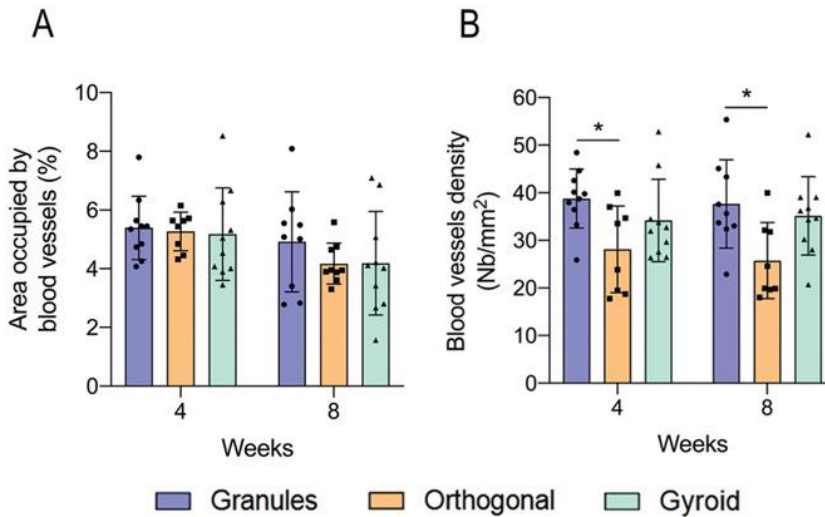 A
Area occupied by
blood vessels (%)
10
8
6
4
2
0
4
8
Weeks
B
Blood vessels density
(Nb/mm²)
60
50
40
30
20
10
0
*
*
4
8
Weeks
Granules
Orthogonal
Gyroid